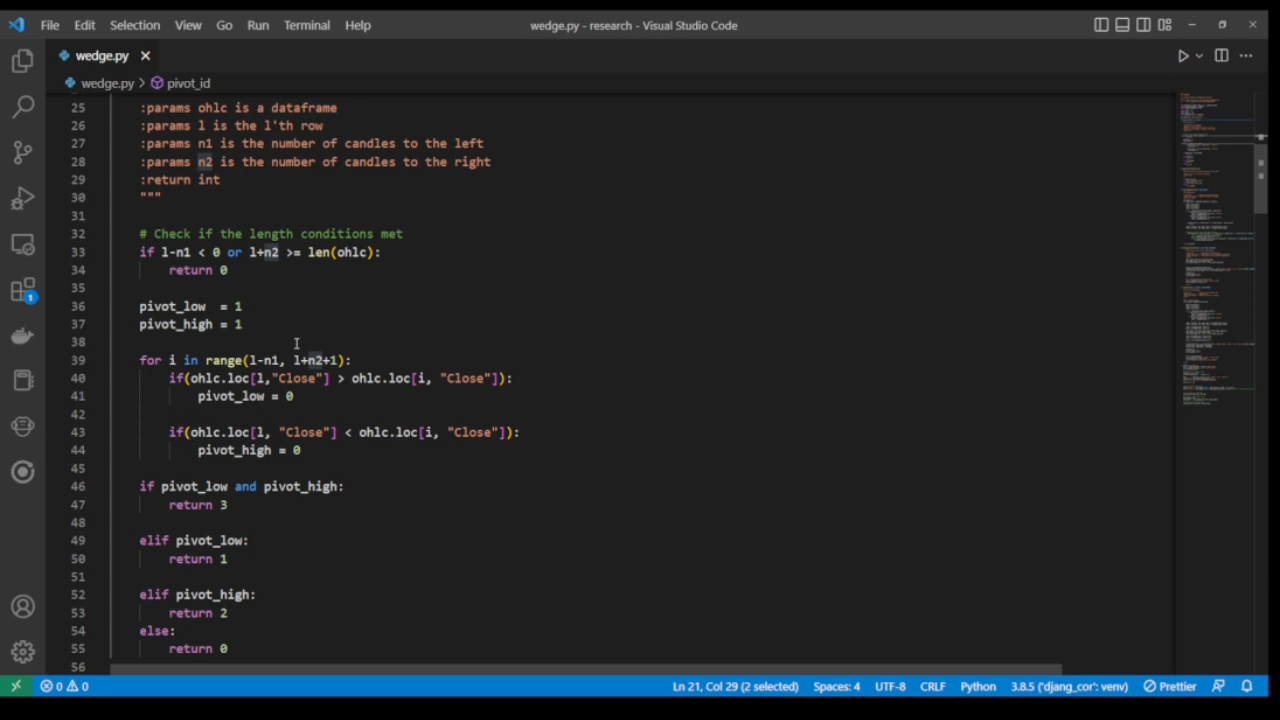 File Edit Selection View Go Run Terminal Help
wedge.py - research - Visual Studio Code
wedge.py
wedge.py > pivot_id
25 :params ohlc is a dataframe
26 :params l is the l'th row
27 :params n1 is the number of candles to the left
28 :params n2 is the number of candles to the right
29 :return int
30 """
31
32 # Check if the length conditions met
33 if l-n1 < 0 or l+n2 >= len(ohlc):
34 return 0
35
36 pivot_low  = 1
37 pivot_high = 1
38
39 for i in range(l-n1, l+n2+1):
40 if(ohlc.loc[l,"Close"] > ohlc.loc[i, "Close"]):
41 pivot_low = 0
42
43 if(ohlc.loc[l, "Close"] < ohlc.loc[i, "Close"]):
44 pivot_high = 0
45
46 if pivot_low and pivot_high:
47 return 3
48
49 elif pivot_low:
50 return 1
51
52 elif pivot_high:
53 return 2
54 else:
55 return 0
56
1
0 0 Ln 21, Col 29 (2 selected) Spaces: 4 UTF-8 CRLF Python 3.8.5 ('djang_cor': venv) Prettier